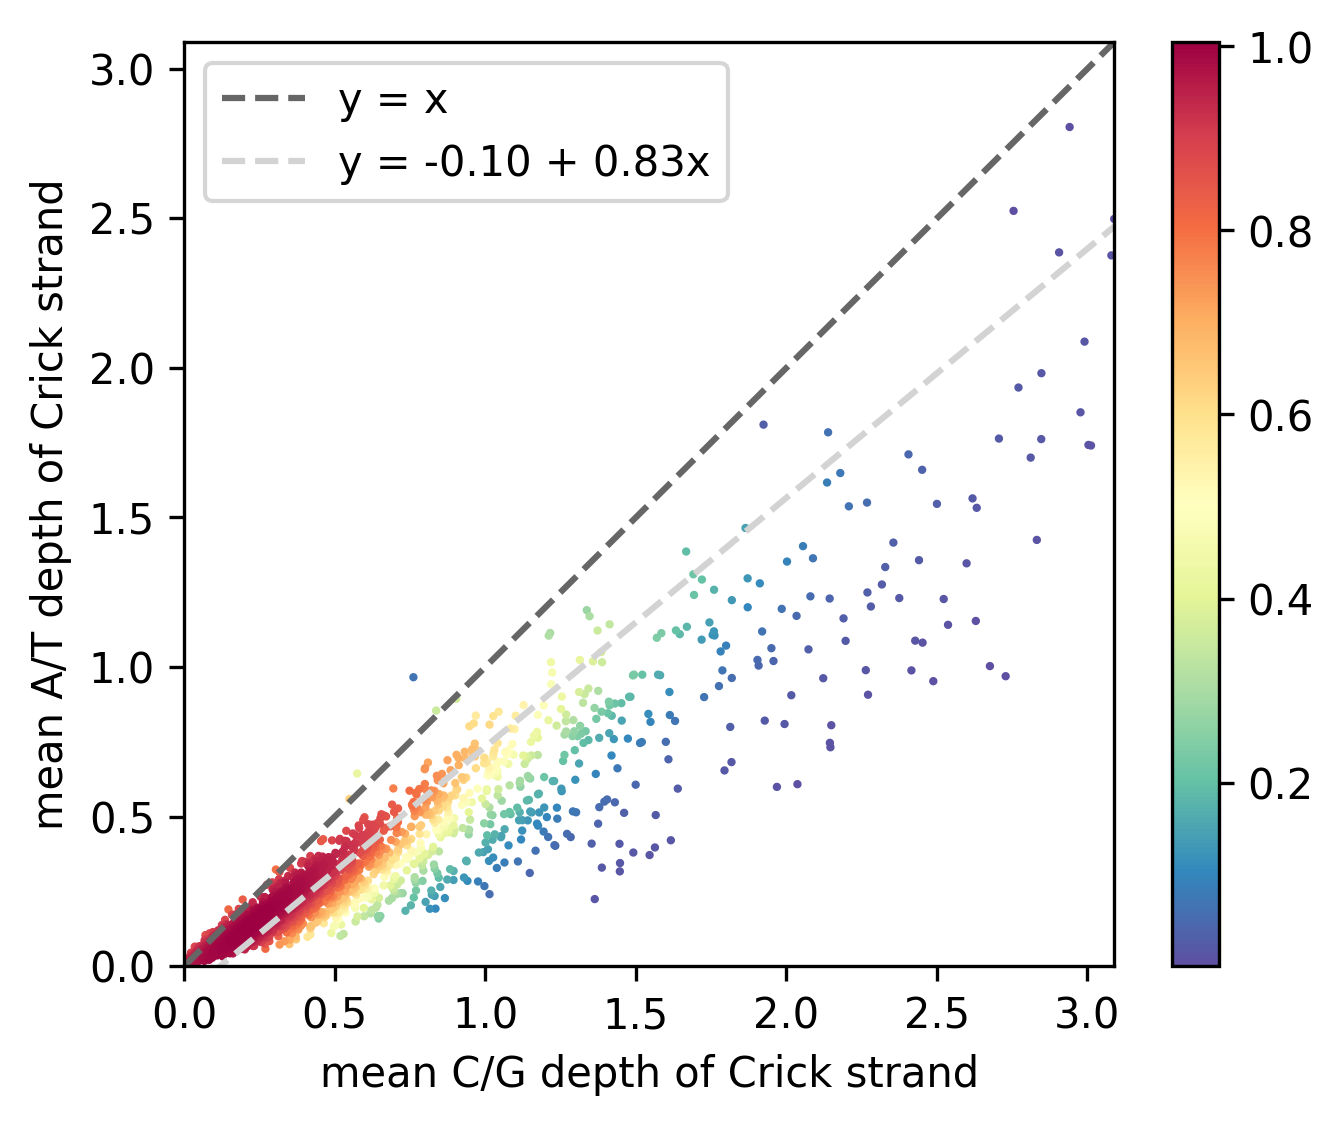 y = x
y = -0.10 + 0.83x
mean A/T depth of Crick strand
3.0
2.5
2.0
1.5
1.0
0.5
0.0
0.0 0.5 1.0 1.5 2.0 2.5 3.0
mean C/G depth of Crick strand
1.0
0.8
0.6
0.4
0.2